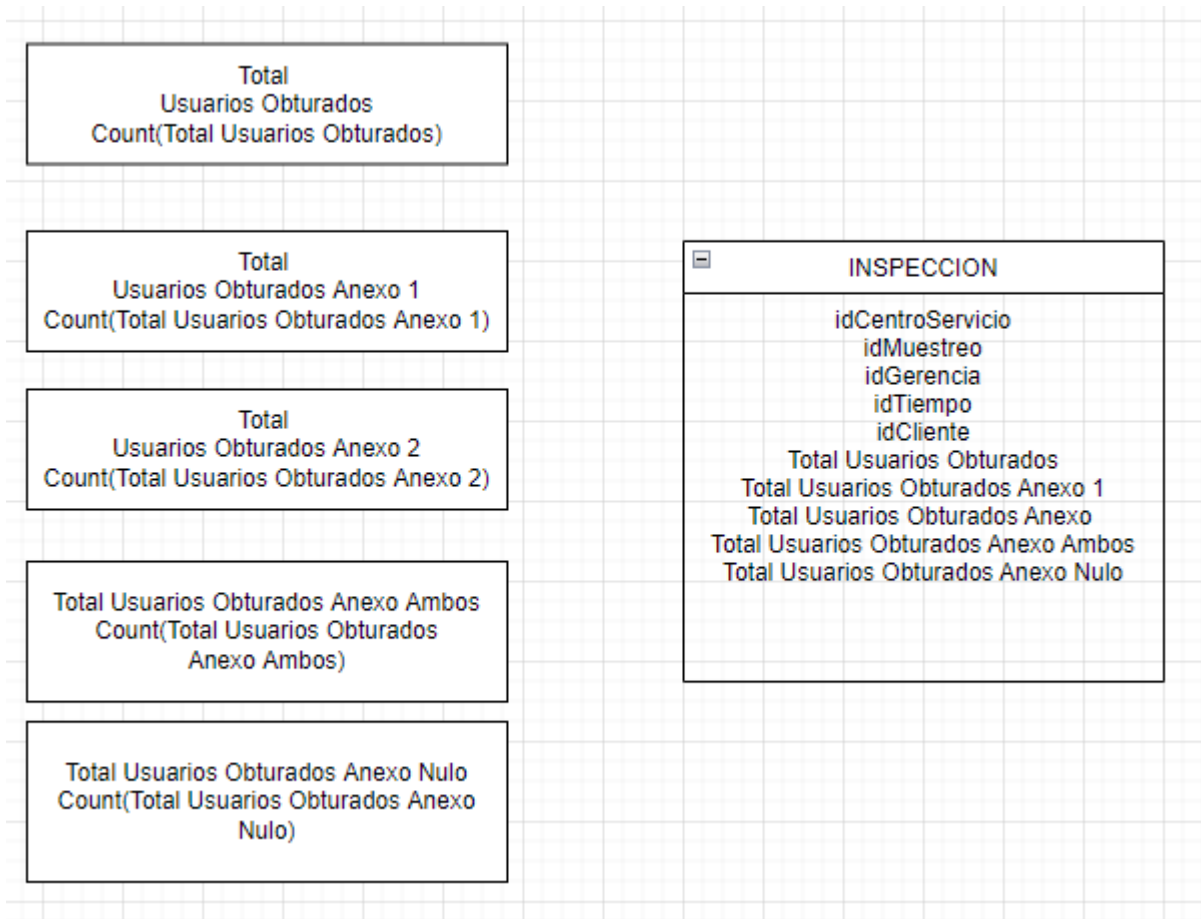 Total
Usuarios Obturados
Count(Total Usuarios Obturados)
Total
Usuarios Obturados Anexo 1
Count(Total Usuarios Obturados Anexo 1)
Total
Usuarios Obturados Anexo 2
Count(Total Usuarios Obturados Anexo 2)
Total Usuarios Obturados Anexo Ambos
Count(Total Usuarios Obturados
Anexo Ambos)
Total Usuarios Obturados Anexo Nulo
Count(Total Usuarios Obturados Anexo
Nulo)
INSPECCION
idCentroServicio
idMuestreo
idGerencia
idTiempo
idCliente
Total Usuarios Obturados
Total Usuarios Obturados Anexo 1
Total Usuarios Obturados Anexo
Total Usuarios Obturados Anexo Ambos
Total Usuarios Obturados Anexo Nulo